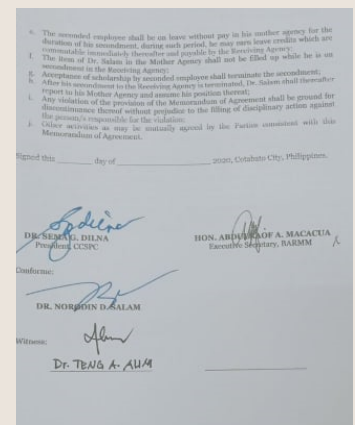 e. The seconded employee shall be on leave without pay in his mother agency for the
duration of his secondment, during such period, he may earn leave credits which are
commutable immediately thereafter and payable by the Receiving Agency;
f. The item of Dr. Salam in the Mother Agency shall not be filled up while he is on
secondment in the Receiving Agency;
g. Acceptance of scholarship by seconded employee shall terminate the secondment;
h. After his secondment to the Receiving Agency is terminated, Dr. Salam shall thereafter
report to his Mother Agency and assume his position thereat;
i. Any violation of the provision of the Memorandum of Agreement shall be ground for
discontinuance thereof without prejudice to the filing of disciplinary action against
the person/s responsible for the violation;
j. Other activities as may be mutually agreed by the Parties consistent with this
Memorandum of Agreement.
Signed this ________ day of ________________ 2020, Cotabato City, Philippines.
DR. SEMA G. DILNA
President, CCSPC
HON. ABDULRAOF A. MACACUA
Executive Secretary, BARMM
Conforme:
DR. NORODIN D. SALAM
Witness:
Dr. TENG A. ALIM